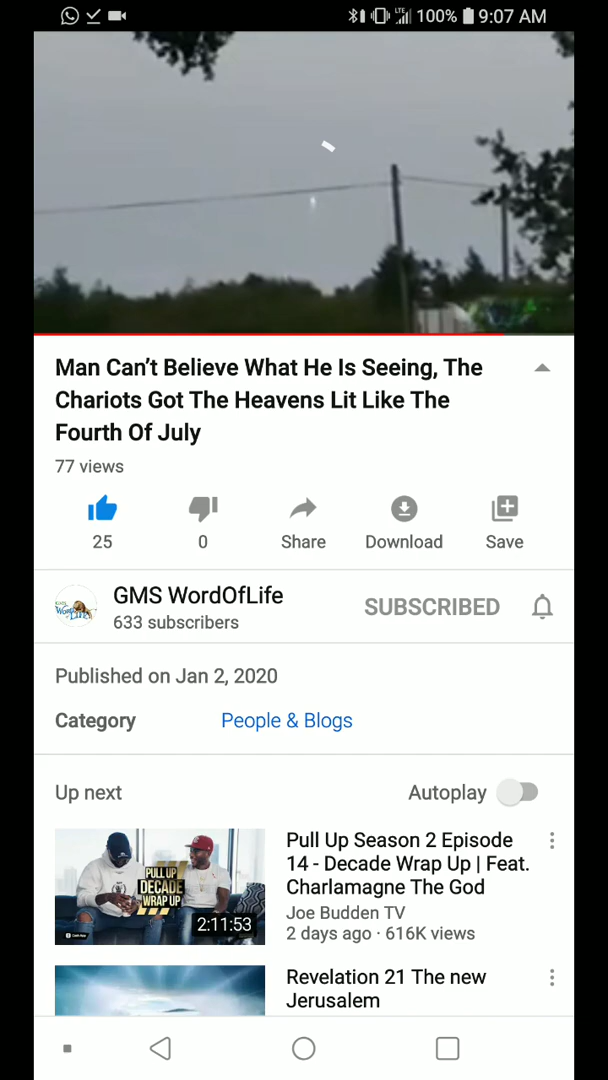 LTE 100% 9:07 AM
Man Can’t Believe What He Is Seeing, The
Chariots Got The Heavens Lit Like The
Fourth Of July
77 views
25
0
Share
Download
Save
GMS WordOfLife
633 subscribers
SUBSCRIBED
Published on Jan 2, 2020
Category
People & Blogs
Up next
Autoplay
PULL UP
DECADE
WRAP UP
2:11:53
Pull Up Season 2 Episode
14 - Decade Wrap Up | Feat.
Charlamagne The God
Joe Budden TV
2 days ago · 616K views
Revelation 21 The new
Jerusalem